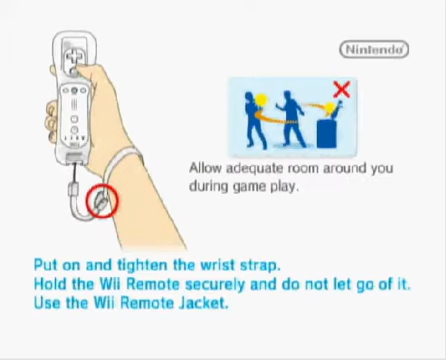 Nintendo
Allow adequate room around you
during game play.
Put on and tighten the wrist strap.
Hold the Wii Remote securely and do not let go of it.
Use the Wii Remote Jacket.